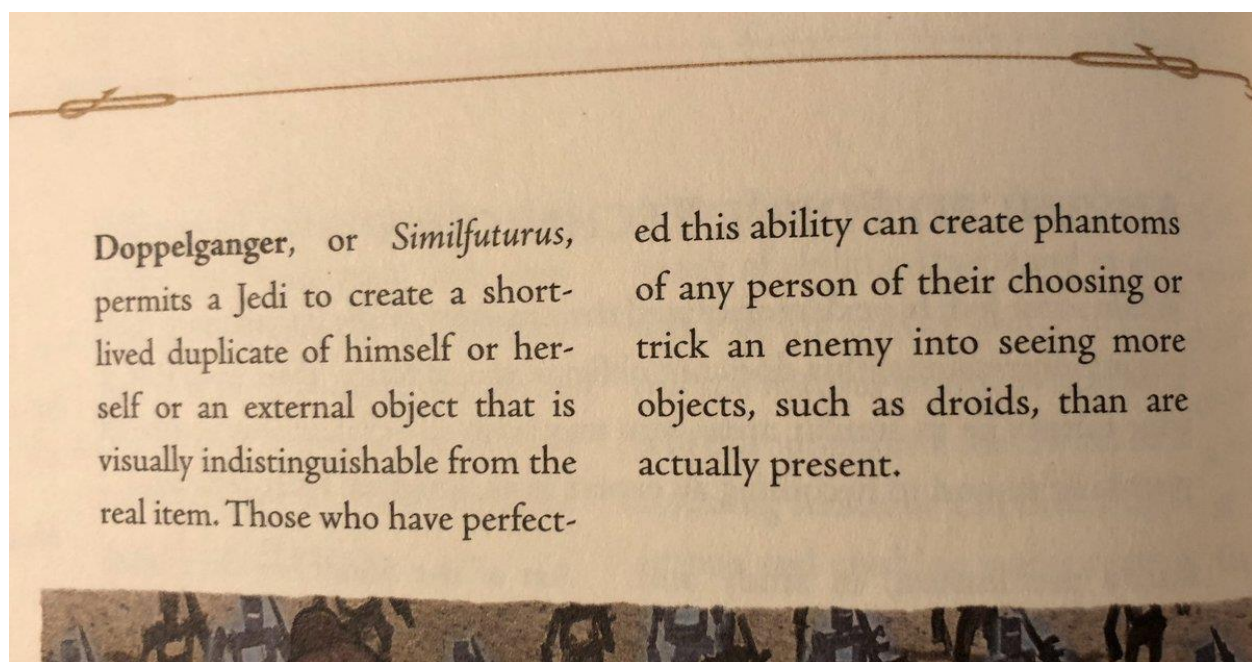 Doppelganger, or Similfuturus,
permits a Jedi to create a short-
lived duplicate of himself or her-
self or an external object that is
visually indistinguishable from the
real item. Those who have perfect-
ed this ability can create phantoms
of any person of their choosing or
trick an enemy into seeing more
objects, such as droids, than are
actually present.